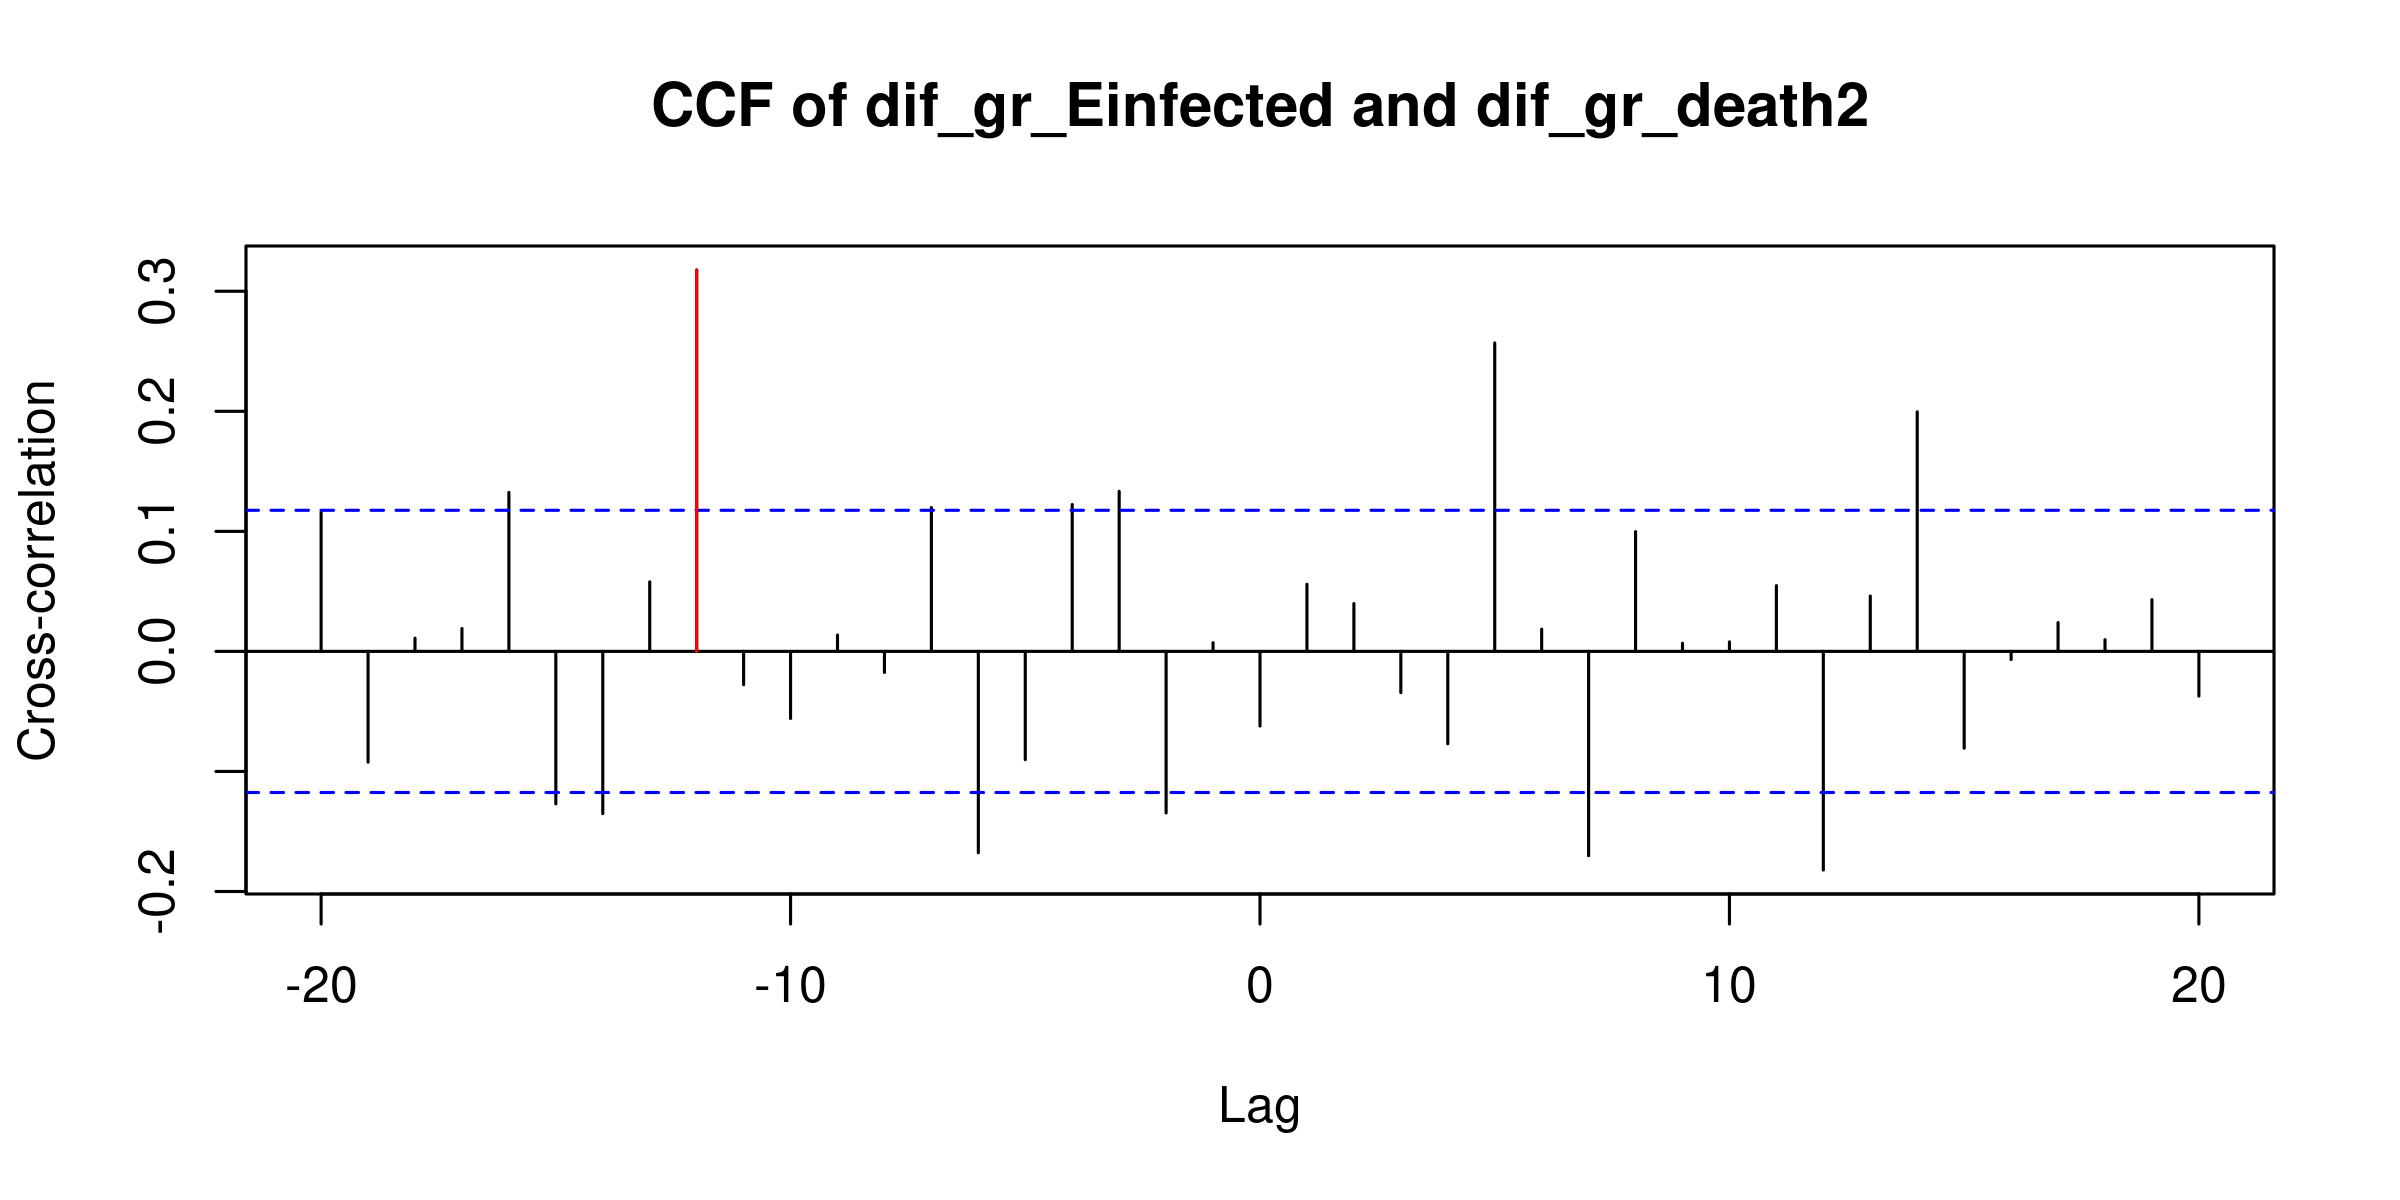 CCF of dif_gr_Einfected and dif_gr_death2
Cross-correlation
0.3
0.2
0.1
0.0
-0.2
-20 -10 0 10 20
Lag